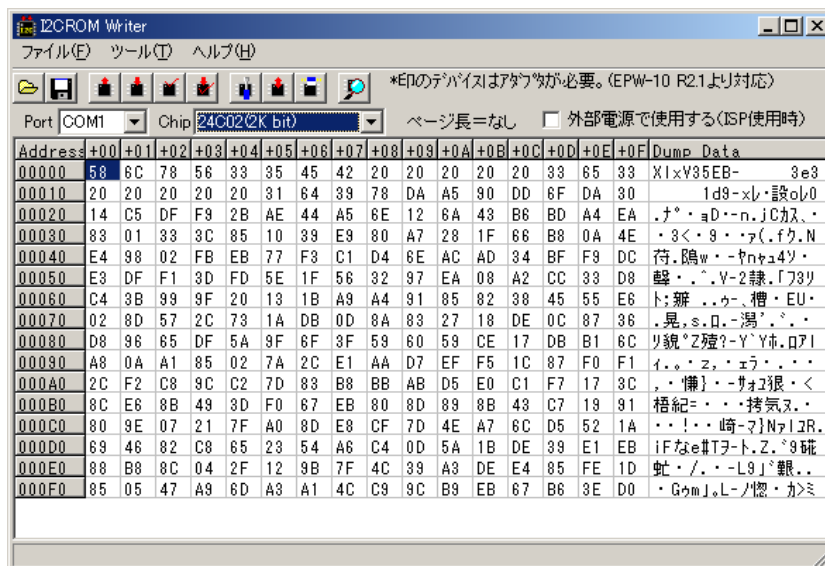 I2CROM Writer
ファイル(F) ツール(T) ヘルプ(H)
*印のデバイスはアダプタが必要。(EPW-10 R2.1より対応)
Port COM1 Chip 24C02(2K bit) ページ長=なし 外部電源で使用する(ISP使用時)
Address +00 +01 +02 +03 +04 +05 +06 +07 +08 +09 +0A +0B +0C +0D +0E +0F Dump Data
00000 58 6C 78 56 33 35 45 42 20 20 20 20 20 33 65 33 XlxV35EB- 3e3
00010 20 20 20 20 20 31 64 39 78 DA A5 90 DD 6F DA 30
00020 14 C5 DF F9 2B AE 44 A5 6E 12 6A 43 B6 BD A4 EA
00030 83 01 33 3C 85 10 39 E9 80 A7 28 1F 66 B8 0A 4E
00040 E4 98 02 FB EB 77 F3 C1 D4 6E AC AD 34 BF F9 DC
00050 E3 DF F1 3D FD 5E 1F 56 32 97 EA 08 A2 CC 33 D8
00060 C4 3B 99 9F 20 13 1B A9 A4 91 85 82 38 45 55 E6
00070 02 8D 57 2C 73 1A DB 0D 8A 83 27 18 DE 0C 87 36
00080 D8 96 65 DF 5A 9F 6F 3F 59 60 59 CE 17 DB B1 6C
00090 A8 0A A1 85 02 7A 2C E1 AA D7 EF F5 1C 87 F0 F1
000A0 2C F2 C8 9C C2 7D 83 B8 BB AB D5 E0 C1 F7 17 3C
000B0 8C E6 8B 49 3D F0 67 EB 80 8D 89 8B 43 C7 19 91
000C0 80 9E 07 21 7F A0 8D E8 CF 7D 4E A7 6C D5 52 1A
000D0 69 46 82 C8 65 23 54 A6 C4 0D 5A 1B DE 39 E1 EB
000E0 88 B8 8C 04 2F 12 9B 7F 4C 39 A3 DE E4 85 FE 1D
000F0 85 05 47 A9 6D A3 A1 4C C9 9C B9 EB 67 B6 3E D0